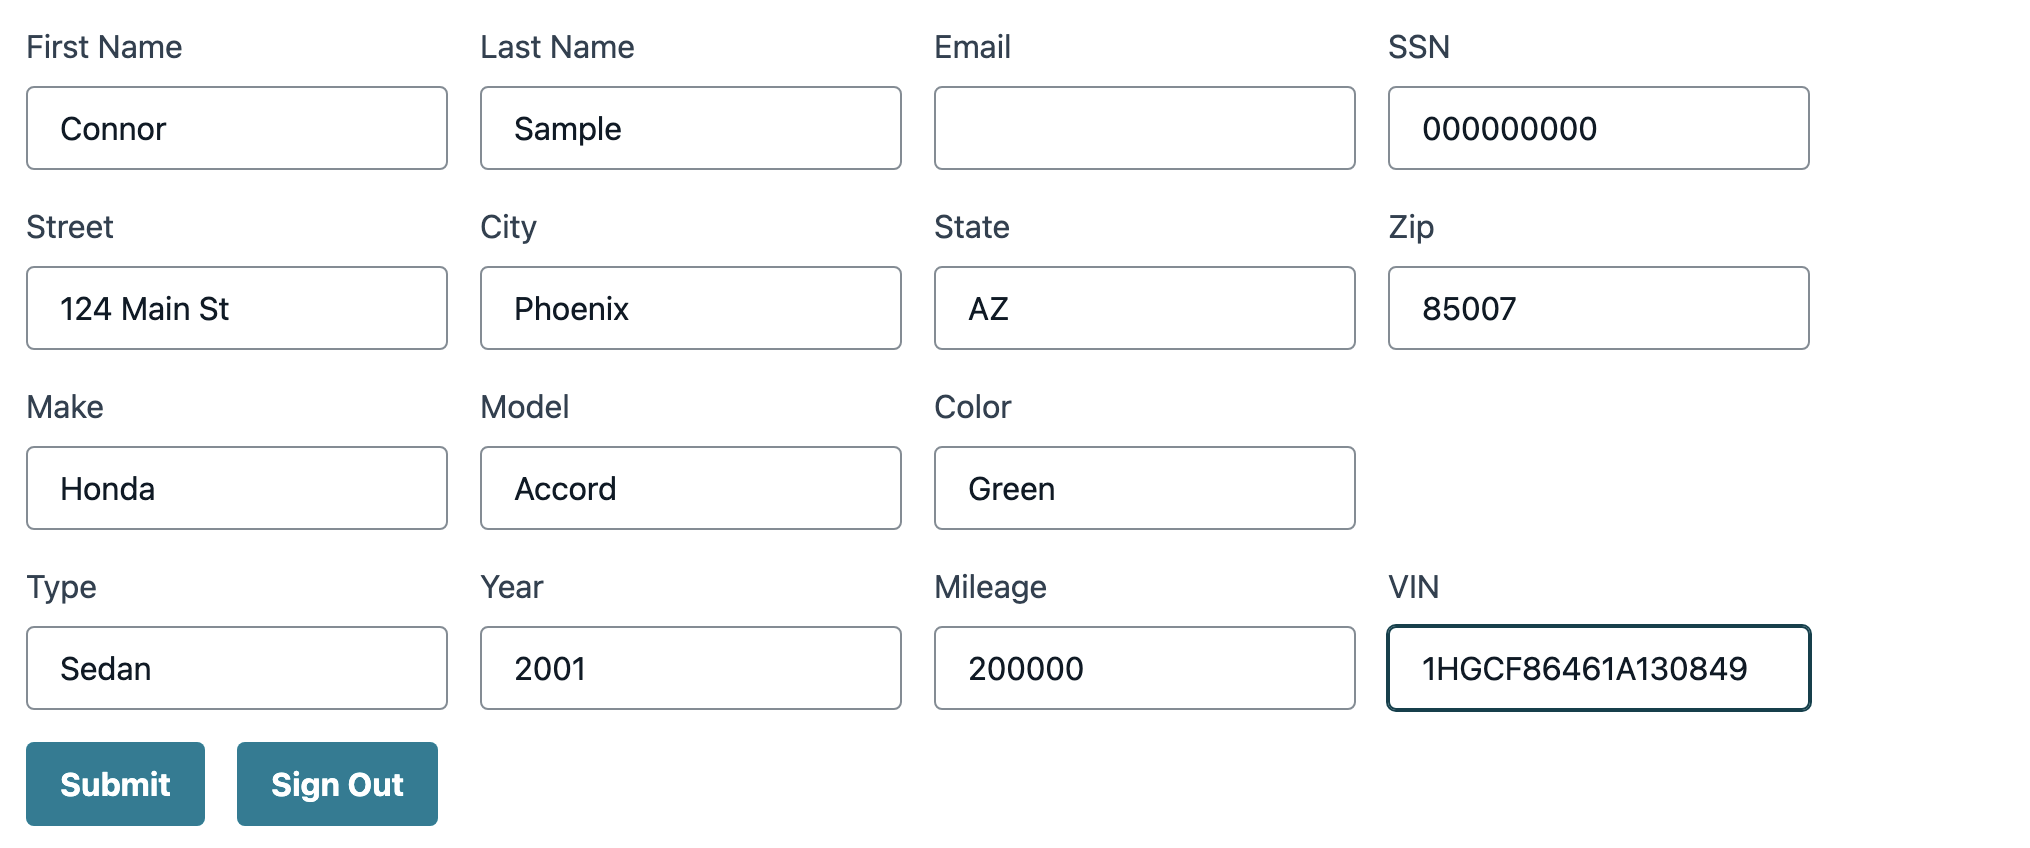 First Name Last Name Email SSN
Connor Sample 000000000
Street City State Zip
124 Main St Phoenix AZ 85007
Make Model Color
Honda Accord Green
Type Year Mileage VIN
Sedan 2001 200000 1HGCF86461A130849
Submit Sign Out